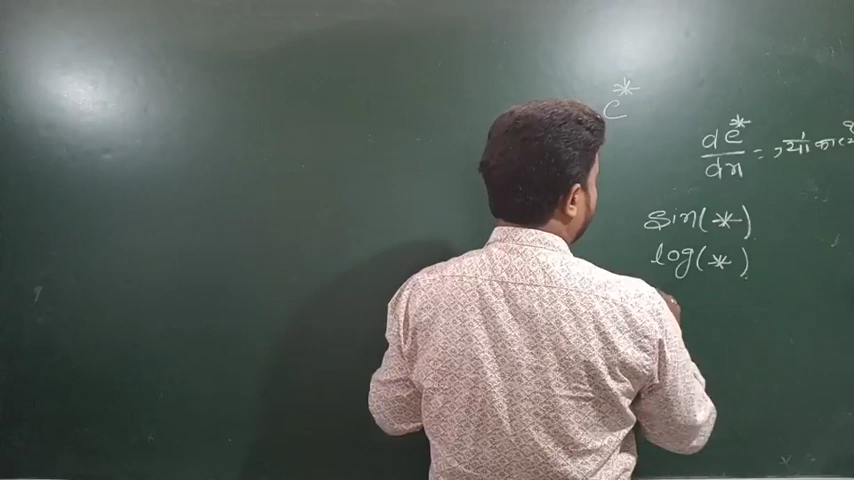 e*
de*/dx =
sin(*)
log(*)